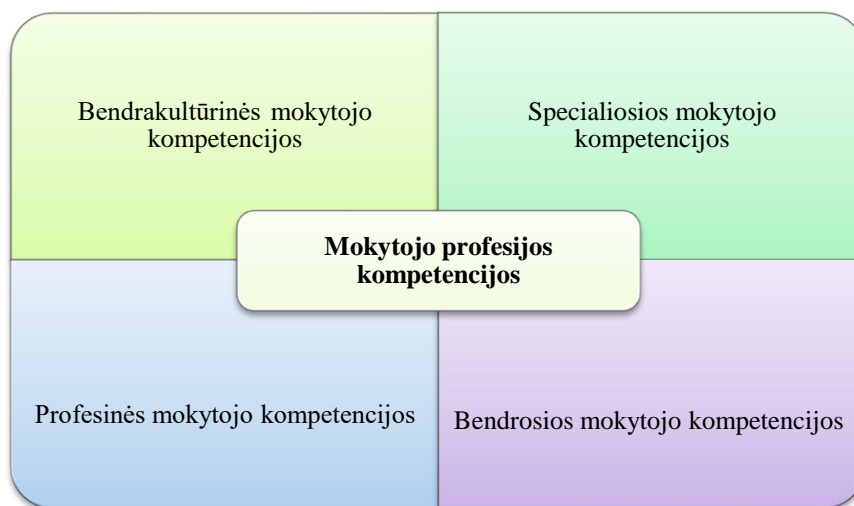 Bendrakultūrinės mokytojo
kompetencijos
Specialiosios mokytojo
kompetencijos
Mokytojo profesijos
kompetencijos
Profesinės mokytojo kompetencijos
Bendrosios mokytojo kompetencijos